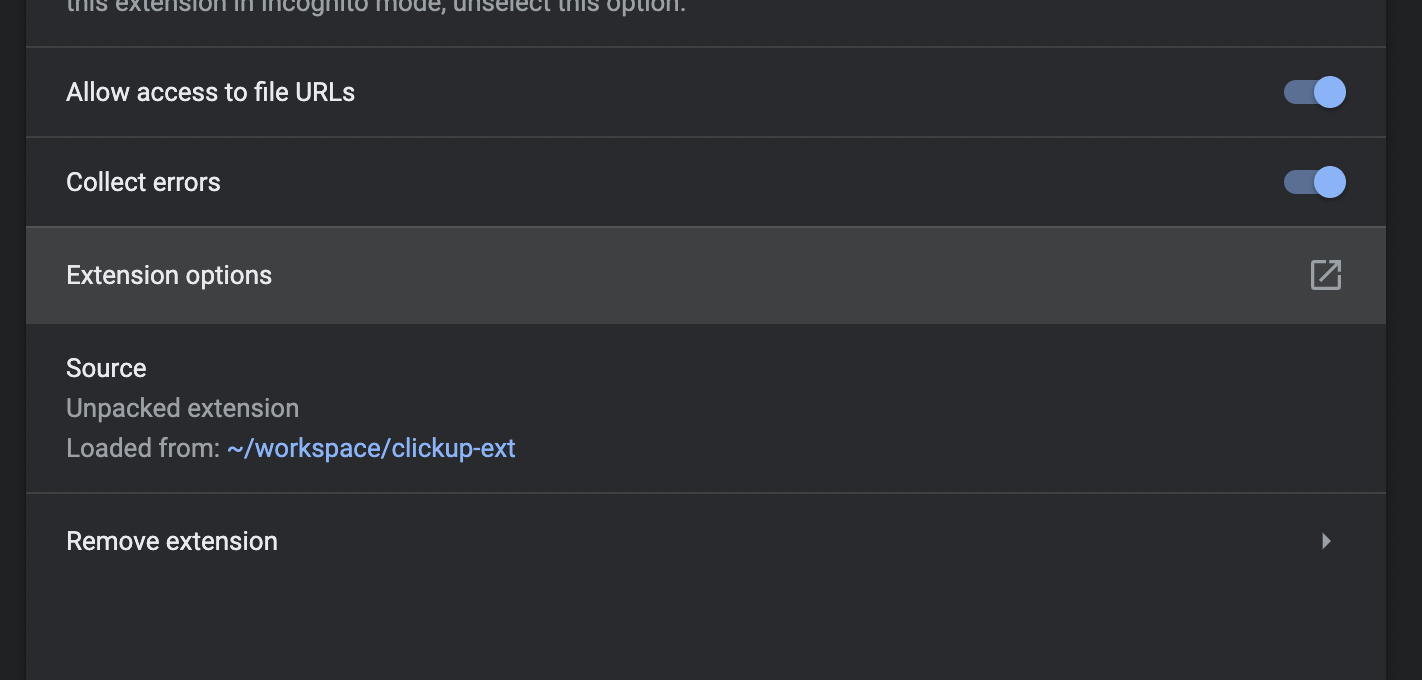 this extension in incognito mode, unselect this option.
Allow access to file URLs
Collect errors
Extension options
Source
Unpacked extension
Loaded from: ~/workspace/clickup-ext
Remove extension